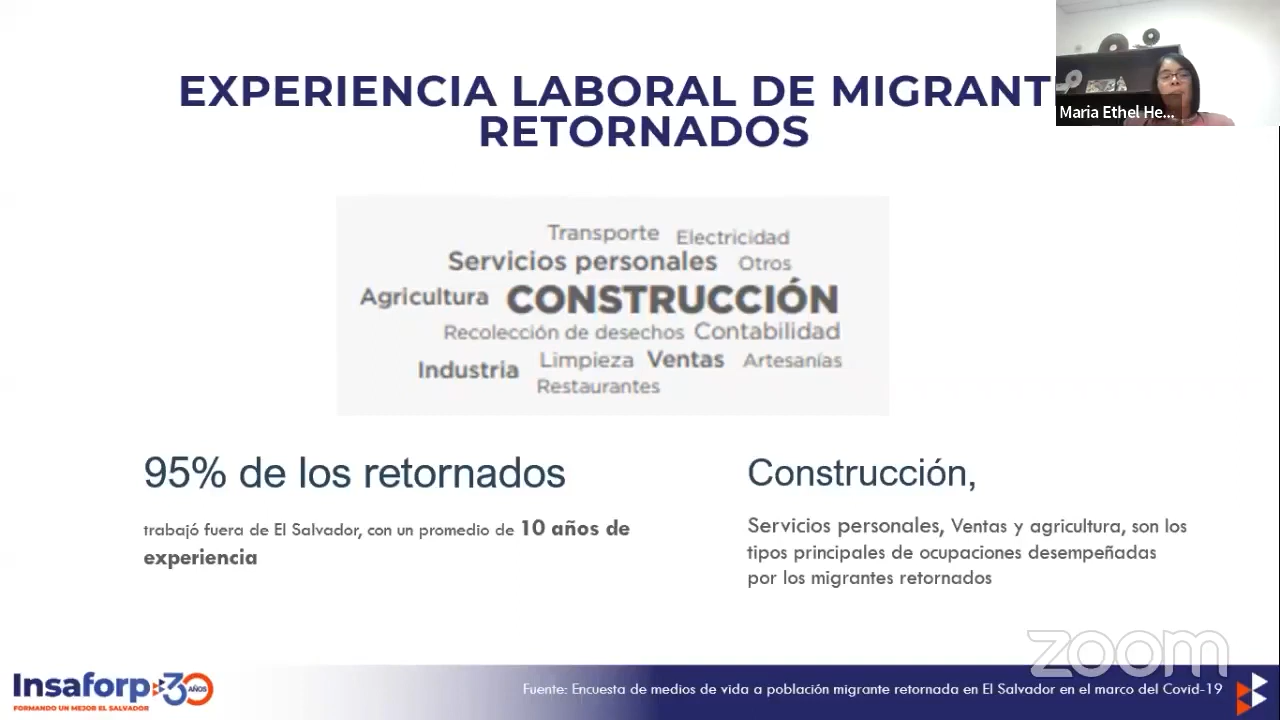 EXPERIENCIA LABORAL DE MIGRANT
RETORNADOS
Maria Ethel He...
Transporte Electricidad
Servicios personales Otros
Agricultura CONSTRUCCIÓN
Recolección de desechos Contabilidad
Industria Limpieza Ventas Artesanías
Restaurantes
95% de los retornados
trabajó fuera de El Salvador, con un promedio de 10 años de
experiencia
Construcción,
Servicios personales, Ventas y agricultura, son los
tipos principales de ocupaciones desempeñadas
por los migrantes retornados
zoom
Insaforp 30 AÑOS
FORMANDO UN MEJOR EL SALVADOR
Fuente: Encuesta de medios de vida a población migrante retornada en El Salvador en el marco del Covid-19